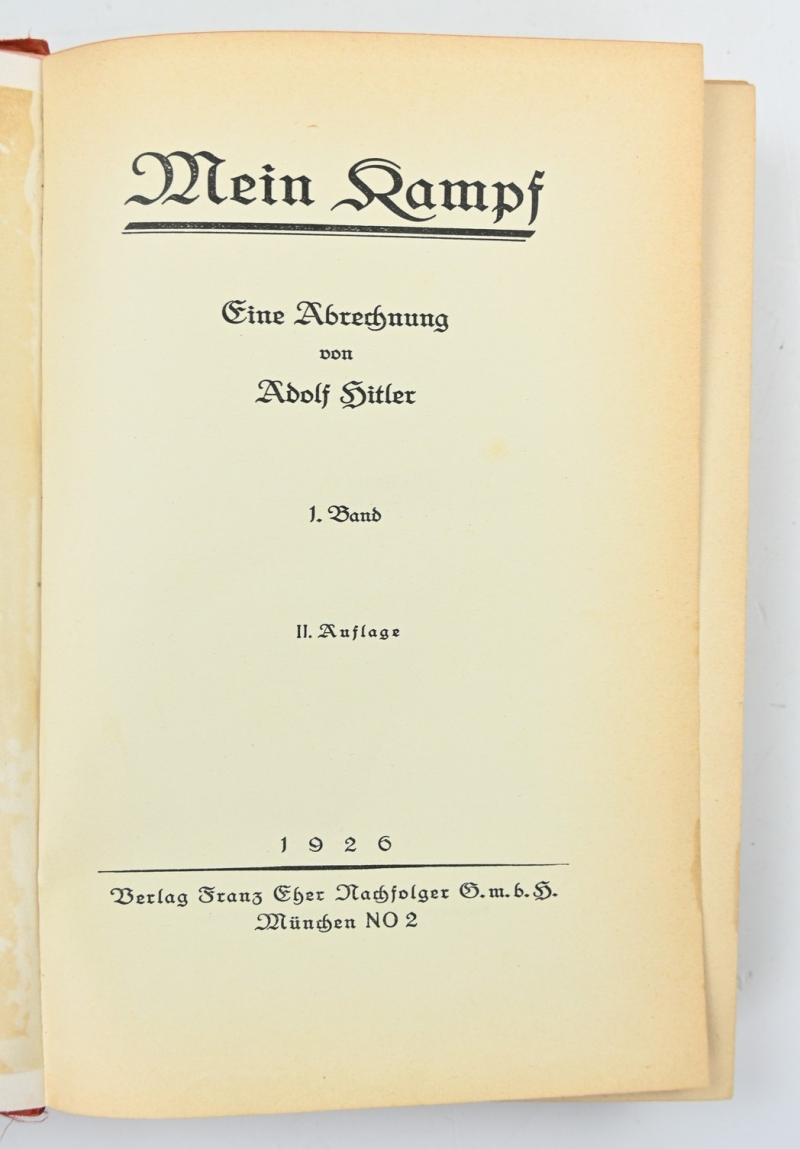 Mein Kampf
Eine Abrechnung
von
Adolf Hitler
1. Band
II. Auflage
1926
Verlag Franz Eher Nachfolger G.m.b.H.
München NO 2